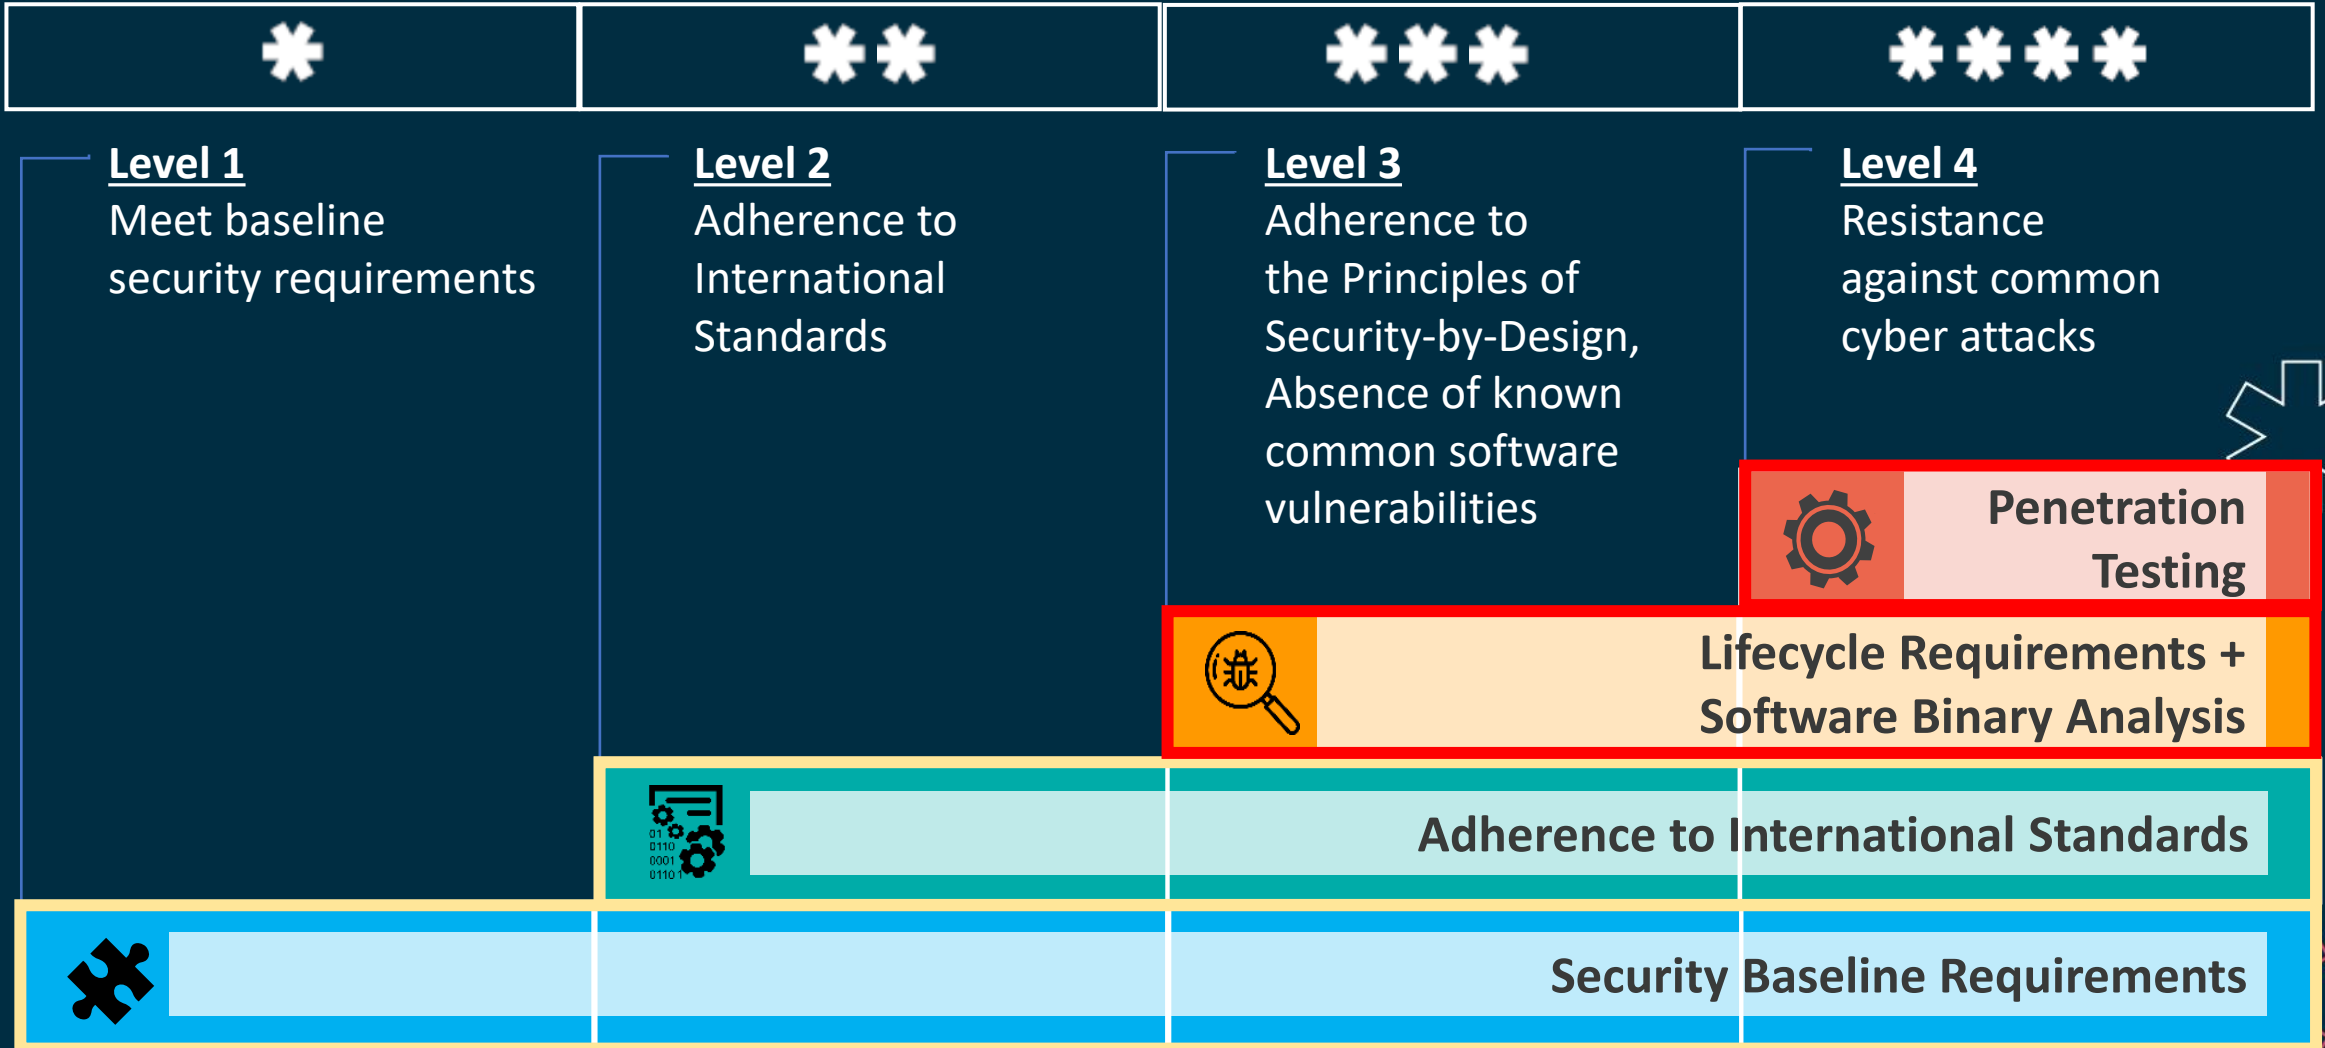 Level 1
Meet baseline
security requirements
Level 2
Adherence to
International
Standards
Level 3
Adherence to
the Principles of
Security-by-Design,
Absence of known
common software
vulnerabilities
Level 4
Resistance
against common
cyber attacks
Penetration
Testing
Lifecycle Requirements +
Software Binary Analysis
01
0110
0001
0110 1
Adherence to International Standards
Security Baseline Requirements